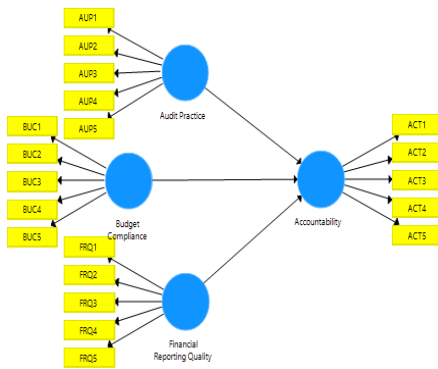 AUP1
AUP2
AUP3
AUP4
AUP5
Audit Practice
BUC1
BUC2
BUC3
BUC4
BUC5
Budget
Compliance
FRQ1
FRQ2
FRQ3
FRQ4
FRQ5
Financial
Reporting Quality
Accountability
ACT1
ACT2
ACT3
ACT4
ACT5